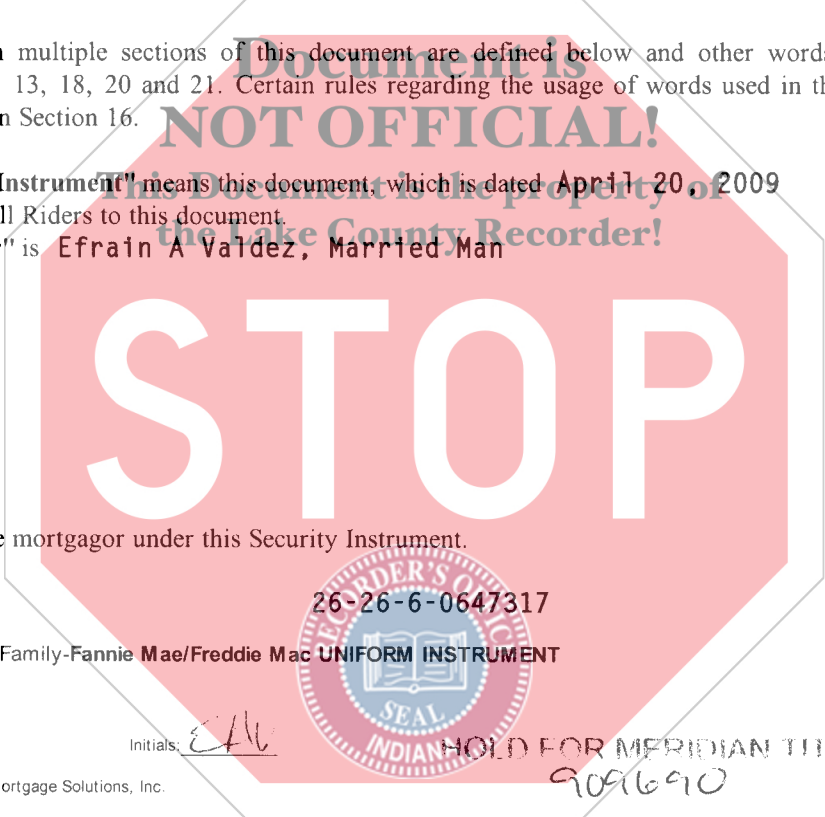 Document is
multiple sections of this document are defined below and other words
13, 18, 20 and 21. Certain rules regarding the usage of words used in th
n Section 16.
NOT OFFICIAL!
Instrument" means this document, which is dated April 20, 2009
This Document is the property of
ll Riders to this document.
the Lake County Recorder!
" is Efrain A Valdez, Married Man
STOP
e mortgagor under this Security Instrument.
RECORDER'S OFFICE
26-26-6-0647317
Family-Fannie Mae/Freddie Mac UNIFORM INSTRUMENT
SEAL
INDIANA
Initials: EAV
HOLD FOR MERIDIAN TIT
909690
ortgage Solutions, Inc.